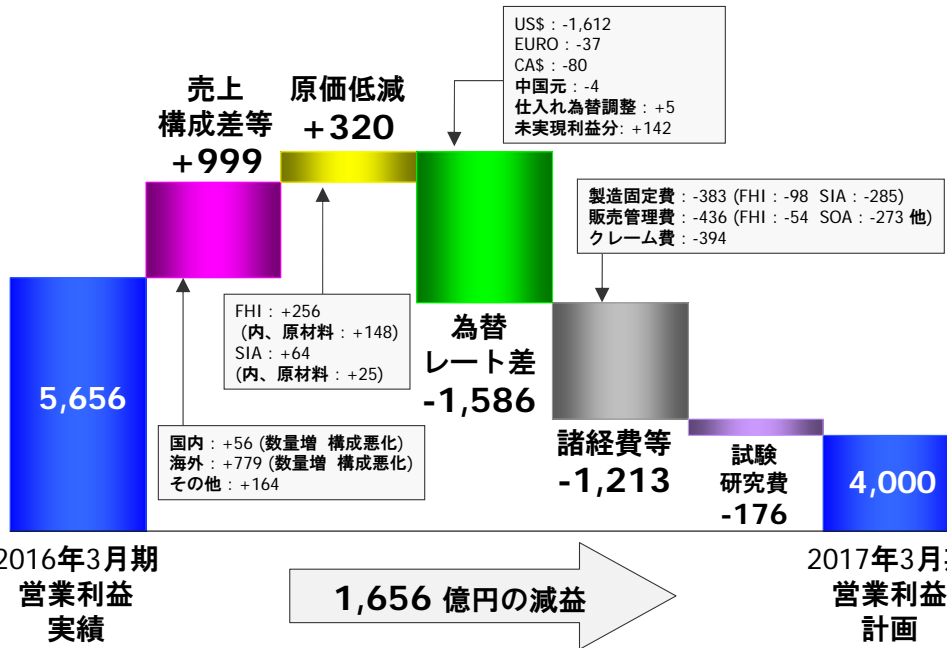 US$ : -1,612
EURO : -37
CA$ : -80
中国元 : -4
仕入れ為替調整 : +5
未実現利益分: +142
売上
構成差等
+999
原価低減
+320
製造固定費 : -383 (FHI : -98 SIA : -285)
販売管理費 : -436 (FHI : -54 SOA : -273 他)
クレーム費 : -394
FHI : +256
(内、原材料 : +148)
SIA : +64
(内、原材料 : +25)
為替
レート差
-1,586
5,656
国内 : +56 (数量増 構成悪化)
海外 : +779 (数量増 構成悪化)
その他 : +164
諸経費等
-1,213
試験
研究費
-176
4,000
2016年3月期
営業利益
実績
1,656 億円の減益
2017年3月期
営業利益
計画